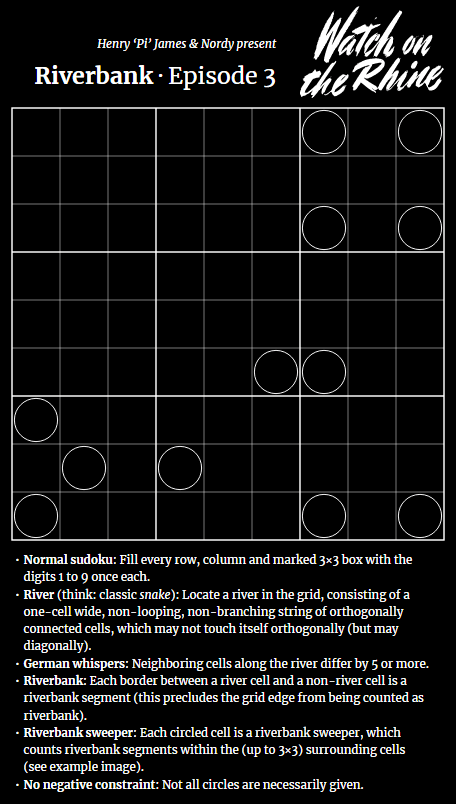 Henry ‘Pi’ James & Nordy present
Riverbank · Episode 3
Watch on
the Rhine
· Normal sudoku: Fill every row, column and marked 3×3 box with the
digits 1 to 9 once each.
· River (think: classic snake): Locate a river in the grid, consisting of a
one-cell wide, non-looping, non-branching string of orthogonally
connected cells, which may not touch itself orthogonally (but may
diagonally).
· German whispers: Neighboring cells along the river differ by 5 or more.
· Riverbank: Each border between a river cell and a non-river cell is a
riverbank segment (this precludes the grid edge from being counted as
riverbank).
· Riverbank sweeper: Each circled cell is a riverbank sweeper, which
counts riverbank segments within the (up to 3×3) surrounding cells
(see example image).
· No negative constraint: Not all circles are necessarily given.